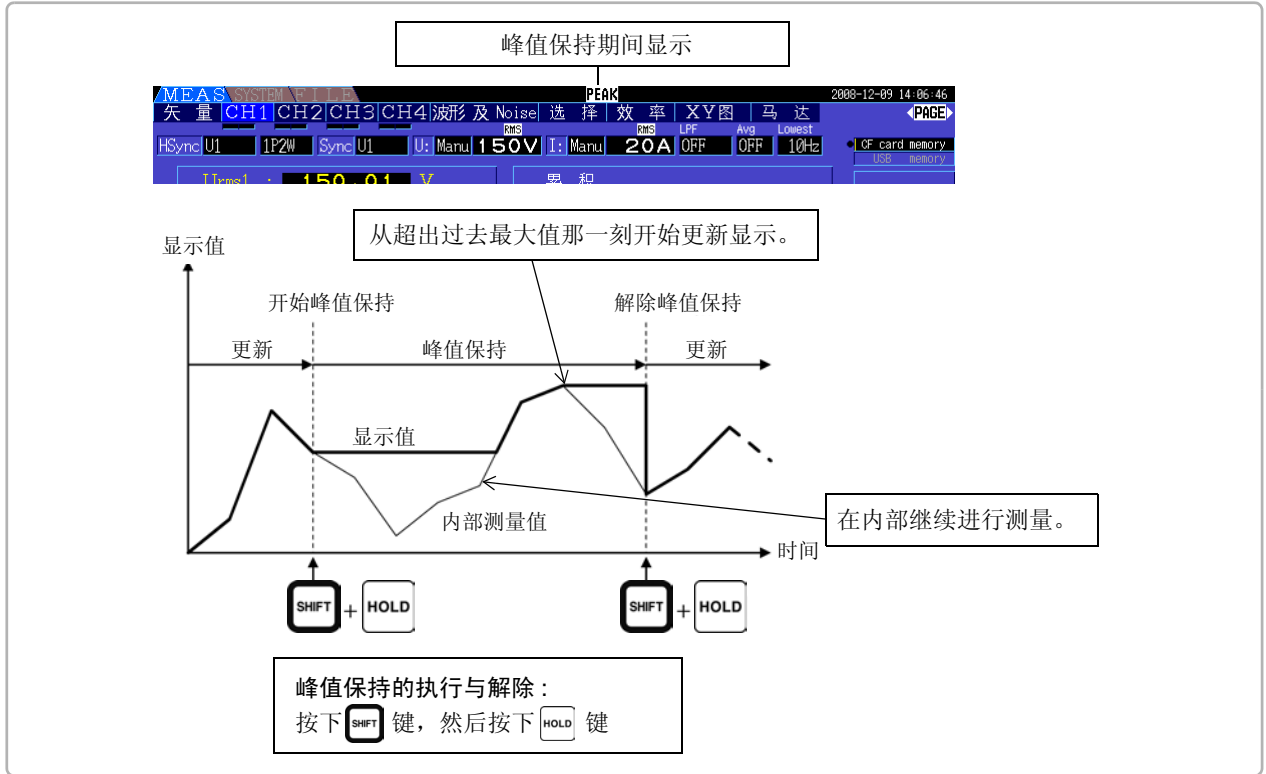 峰值保持期间显示
MEAS SYSTEM FILE PEAK 2008-12-09 14:06:46
矢 量 CH1 CH2 CH3 CH4 波形 及 Noise 选 择 效 率 XY图 马 达 PAGE
RMS RMS LPF Avg Lowest
HSync U1 1P2W Sync U1 U: Manu 150V I: Manu 20A OFF OFF 10Hz CF card memory
USB memory
Urms1 : 150.01 V 累 积
从超出过去最大值那一刻开始更新显示。
显示值
开始峰值保持 解除峰值保持
更新 峰值保持 更新
显示值
内部测量值
在内部继续进行测量。
时间
SHIFT + HOLD SHIFT + HOLD
峰值保持的执行与解除:
按下 SHIFT 键，然后按下 HOLD 键